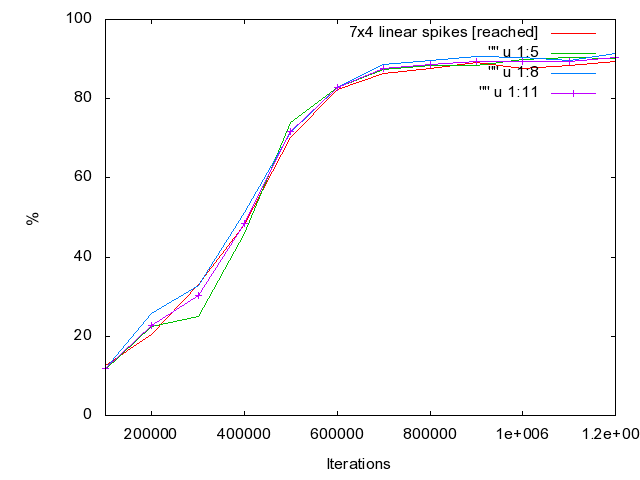 100
80
60
40
20
0
%
7x4 linear spikes [reached]
"" u 1:5
"" u 1:8
"" u 1:11
200000 400000 600000 800000 1e+006 1.2e+00
Iterations